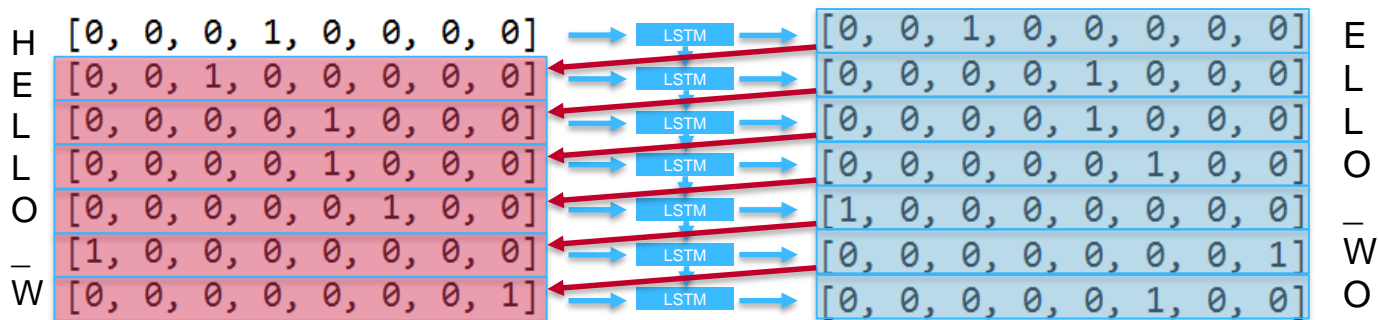 H [0, 0, 0, 1, 0, 0, 0, 0] LSTM [0, 0, 1, 0, 0, 0, 0, 0] E
E [0, 0, 1, 0, 0, 0, 0, 0] LSTM [0, 0, 0, 0, 1, 0, 0, 0] L
L [0, 0, 0, 0, 1, 0, 0, 0] LSTM [0, 0, 0, 0, 1, 0, 0, 0] L
L [0, 0, 0, 0, 1, 0, 0, 0] LSTM [0, 0, 0, 0, 0, 1, 0, 0] O
O [0, 0, 0, 0, 0, 1, 0, 0] LSTM [1, 0, 0, 0, 0, 0, 0, 0] _
_ [1, 0, 0, 0, 0, 0, 0, 0] LSTM [0, 0, 0, 0, 0, 0, 0, 1] W
W [0, 0, 0, 0, 0, 0, 0, 1] LSTM [0, 0, 0, 0, 0, 1, 0, 0] O